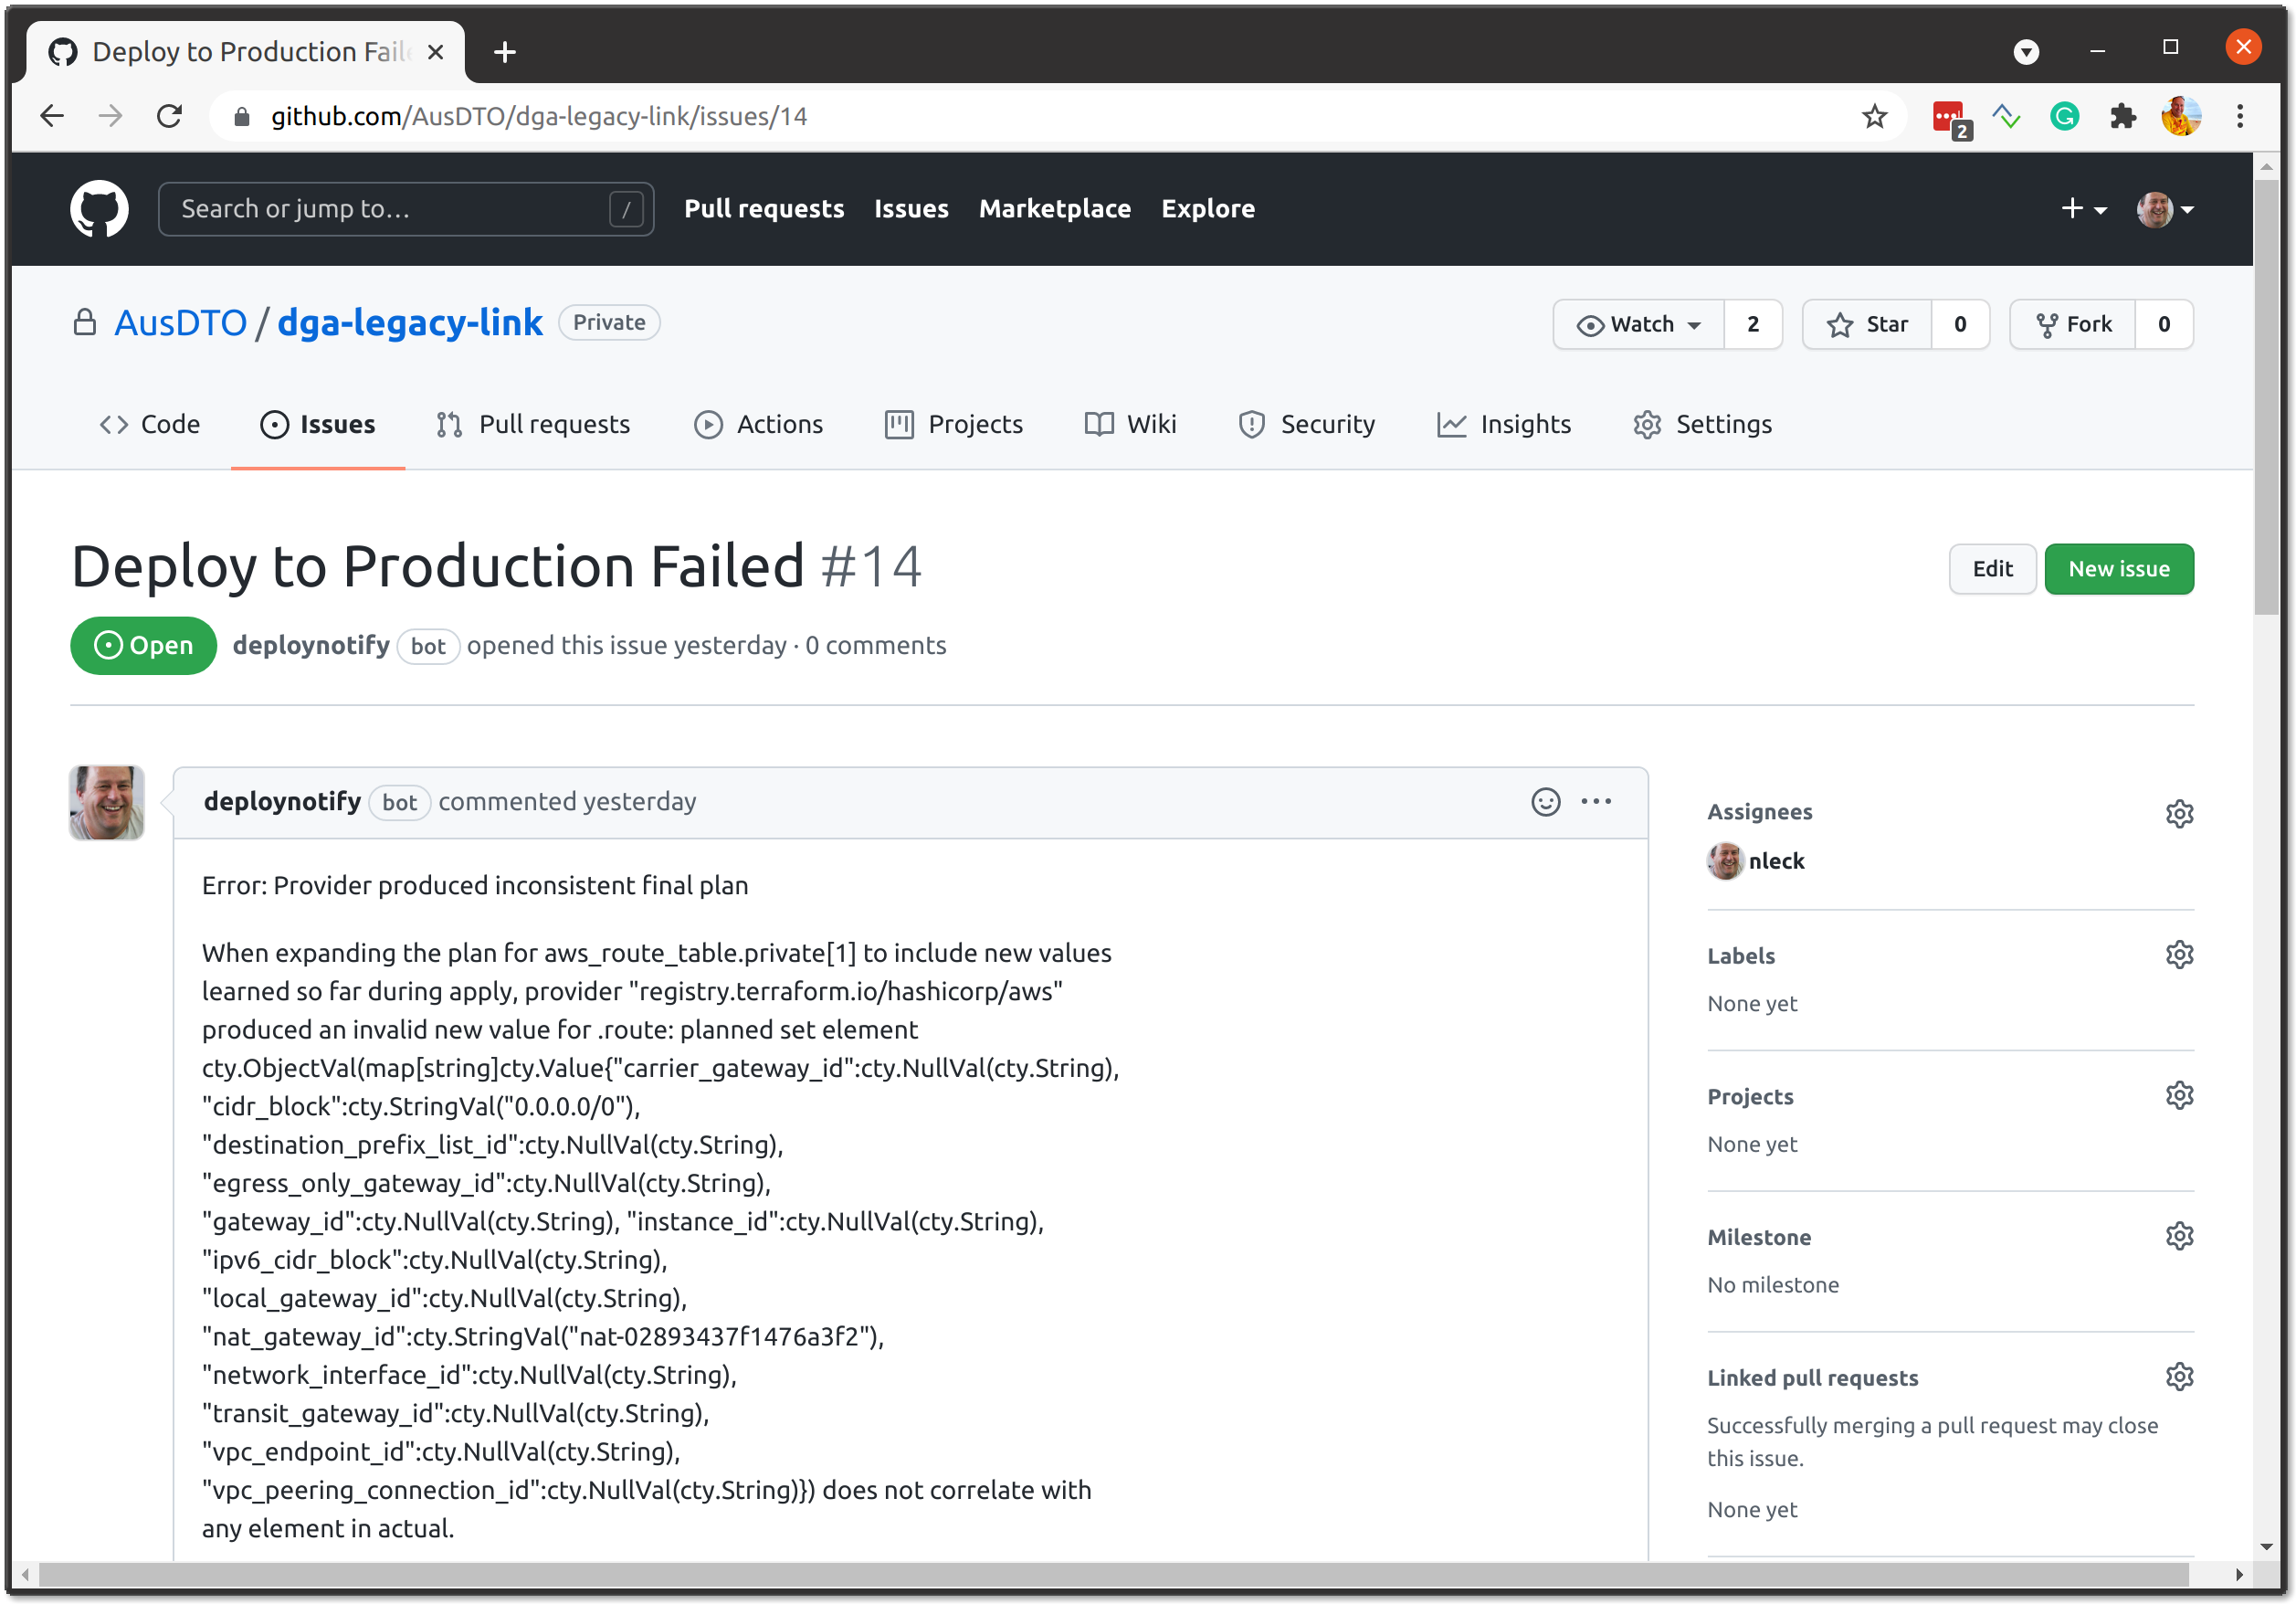 Deploy to Production Faile
github.com/AusDTO/dga-legacy-link/issues/14
2
Search or jump to… /
Pull requests Issues Marketplace Explore
AusDTO / dga-legacy-link Private
Watch 2 Star 0 Fork 0
Code Issues Pull requests Actions Projects Wiki Security Insights Settings
Deploy to Production Failed #14
Edit New issue
Open deploynotify bot opened this issue yesterday · 0 comments
deploynotify bot commented yesterday
Error: Provider produced inconsistent final plan
When expanding the plan for aws_route_table.private[1] to include new values
learned so far during apply, provider "registry.terraform.io/hashicorp/aws"
produced an invalid new value for .route: planned set element
cty.ObjectVal(map[string]cty.Value{"carrier_gateway_id":cty.NullVal(cty.String),
"cidr_block":cty.StringVal("0.0.0.0/0"),
"destination_prefix_list_id":cty.NullVal(cty.String),
"egress_only_gateway_id":cty.NullVal(cty.String),
"gateway_id":cty.NullVal(cty.String), "instance_id":cty.NullVal(cty.String),
"ipv6_cidr_block":cty.NullVal(cty.String),
"local_gateway_id":cty.NullVal(cty.String),
"nat_gateway_id":cty.StringVal("nat-02893437f1476a3f2"),
"network_interface_id":cty.NullVal(cty.String),
"transit_gateway_id":cty.NullVal(cty.String),
"vpc_endpoint_id":cty.NullVal(cty.String),
"vpc_peering_connection_id":cty.NullVal(cty.String)}) does not correlate with
any element in actual.
Assignees
nleck
Labels
None yet
Projects
None yet
Milestone
No milestone
Linked pull requests
Successfully merging a pull request may close
this issue.
None yet